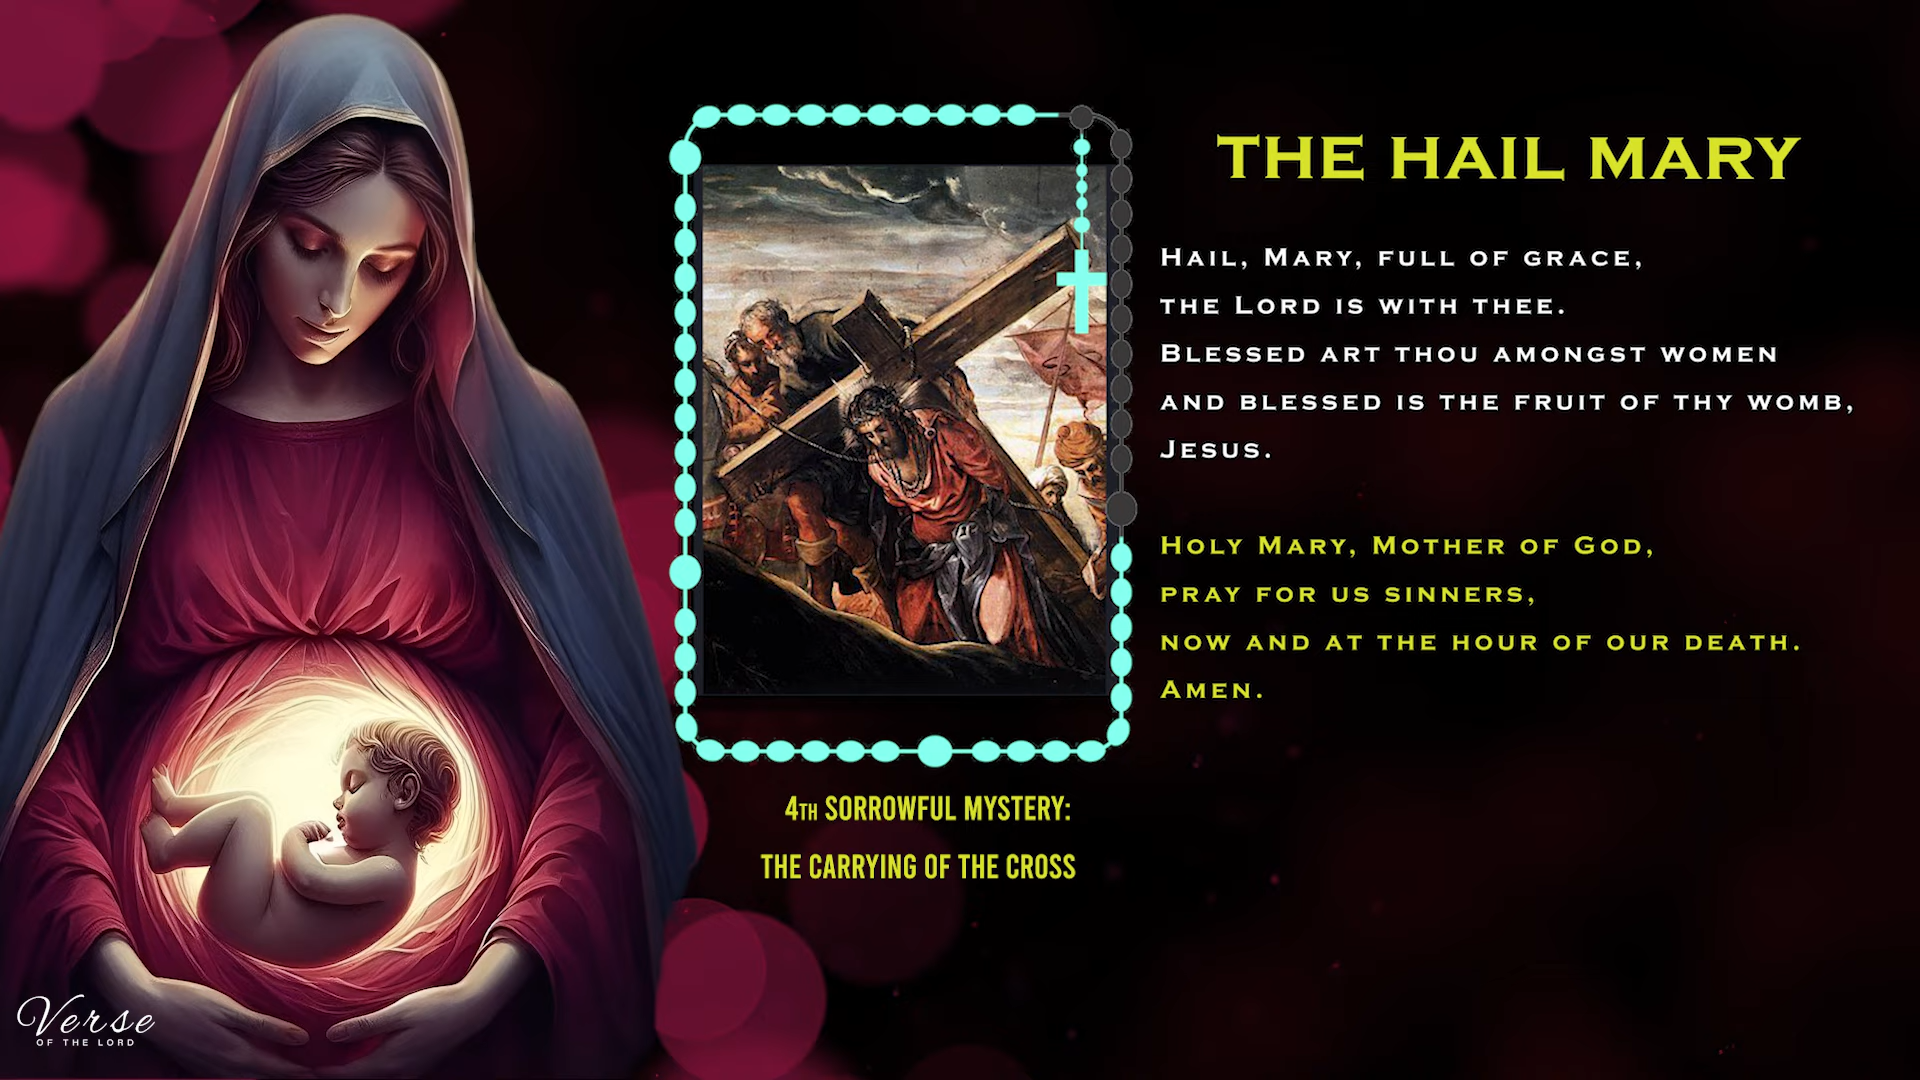 THE HAIL MARY
HAIL, MARY, FULL OF GRACE,
THE LORD IS WITH THEE.
BLESSED ART THOU AMONGST WOMEN
AND BLESSED IS THE FRUIT OF THY WOMB,
JESUS.
HOLY MARY, MOTHER OF GOD,
PRAY FOR US SINNERS,
NOW AND AT THE HOUR OF OUR DEATH.
AMEN.
4TH SORROWFUL MYSTERY:
THE CARRYING OF THE CROSS
Verse
OF THE LORD